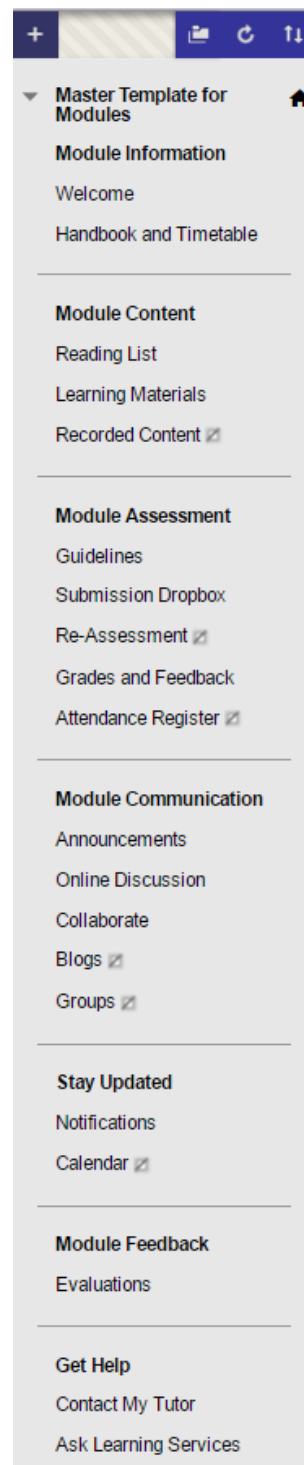 Master Template for
Modules
Module Information
Welcome
Handbook and Timetable
Module Content
Reading List
Learning Materials
Recorded Content
Module Assessment
Guidelines
Submission Dropbox
Re-Assessment
Grades and Feedback
Attendance Register
Module Communication
Announcements
Online Discussion
Collaborate
Blogs
Groups
Stay Updated
Notifications
Calendar
Module Feedback
Evaluations
Get Help
Contact My Tutor
Ask Learning Services